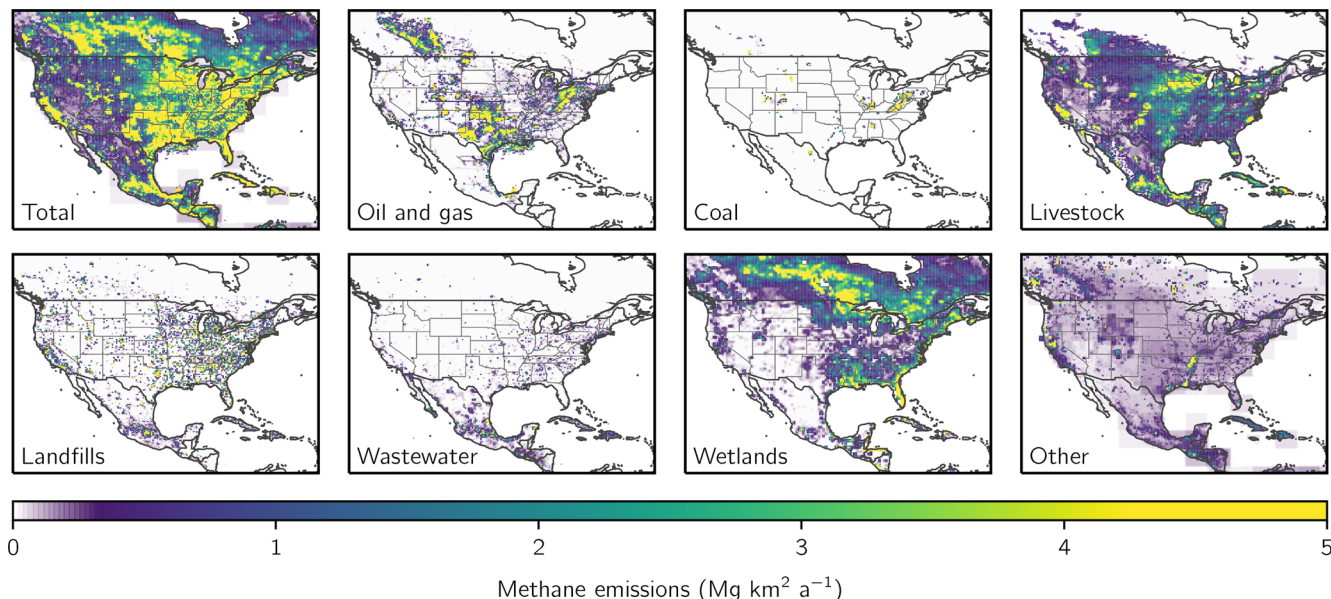 Total
Oil and gas
Coal
Livestock
Landfills
Wastewater
Wetlands
Other
0 1 2 3 4 5
Methane emissions (Mg km² a⁻¹)